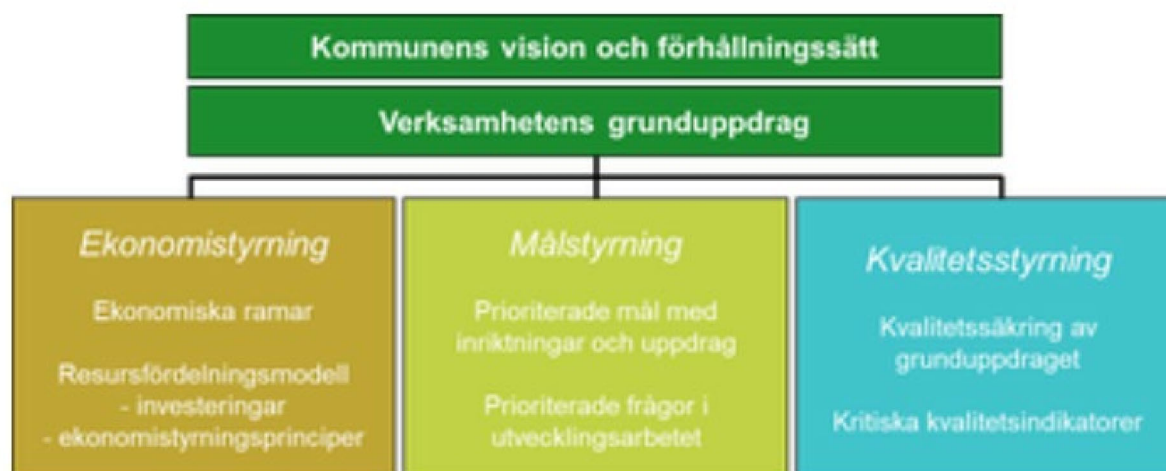 Kommunens vision och förhållningssätt
Verksamhetens grunduppdrag
Ekonomistyrning
Ekonomiska ramar
Resursfördelningsmodell
- investeringar
- ekonomistyrningsprinciper
Målstyrning
Prioriterade mål med
inriktningar och uppdrag
Prioriterade frågor i
utvecklingsarbetet
Kvalitetsstyrning
Kvalitetssäkring av
grunduppdraget
Kritiska kvalitetsindikatorer